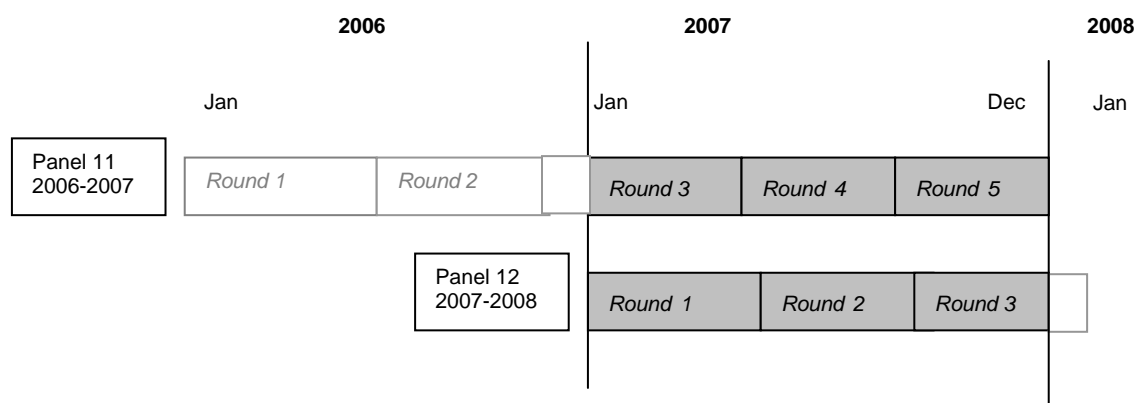 2006 2007 2008
Jan Jan Dec Jan
Panel 11
2006-2007
Round 1 Round 2 Round 3 Round 4 Round 5
Panel 12
2007-2008
Round 1 Round 2 Round 3